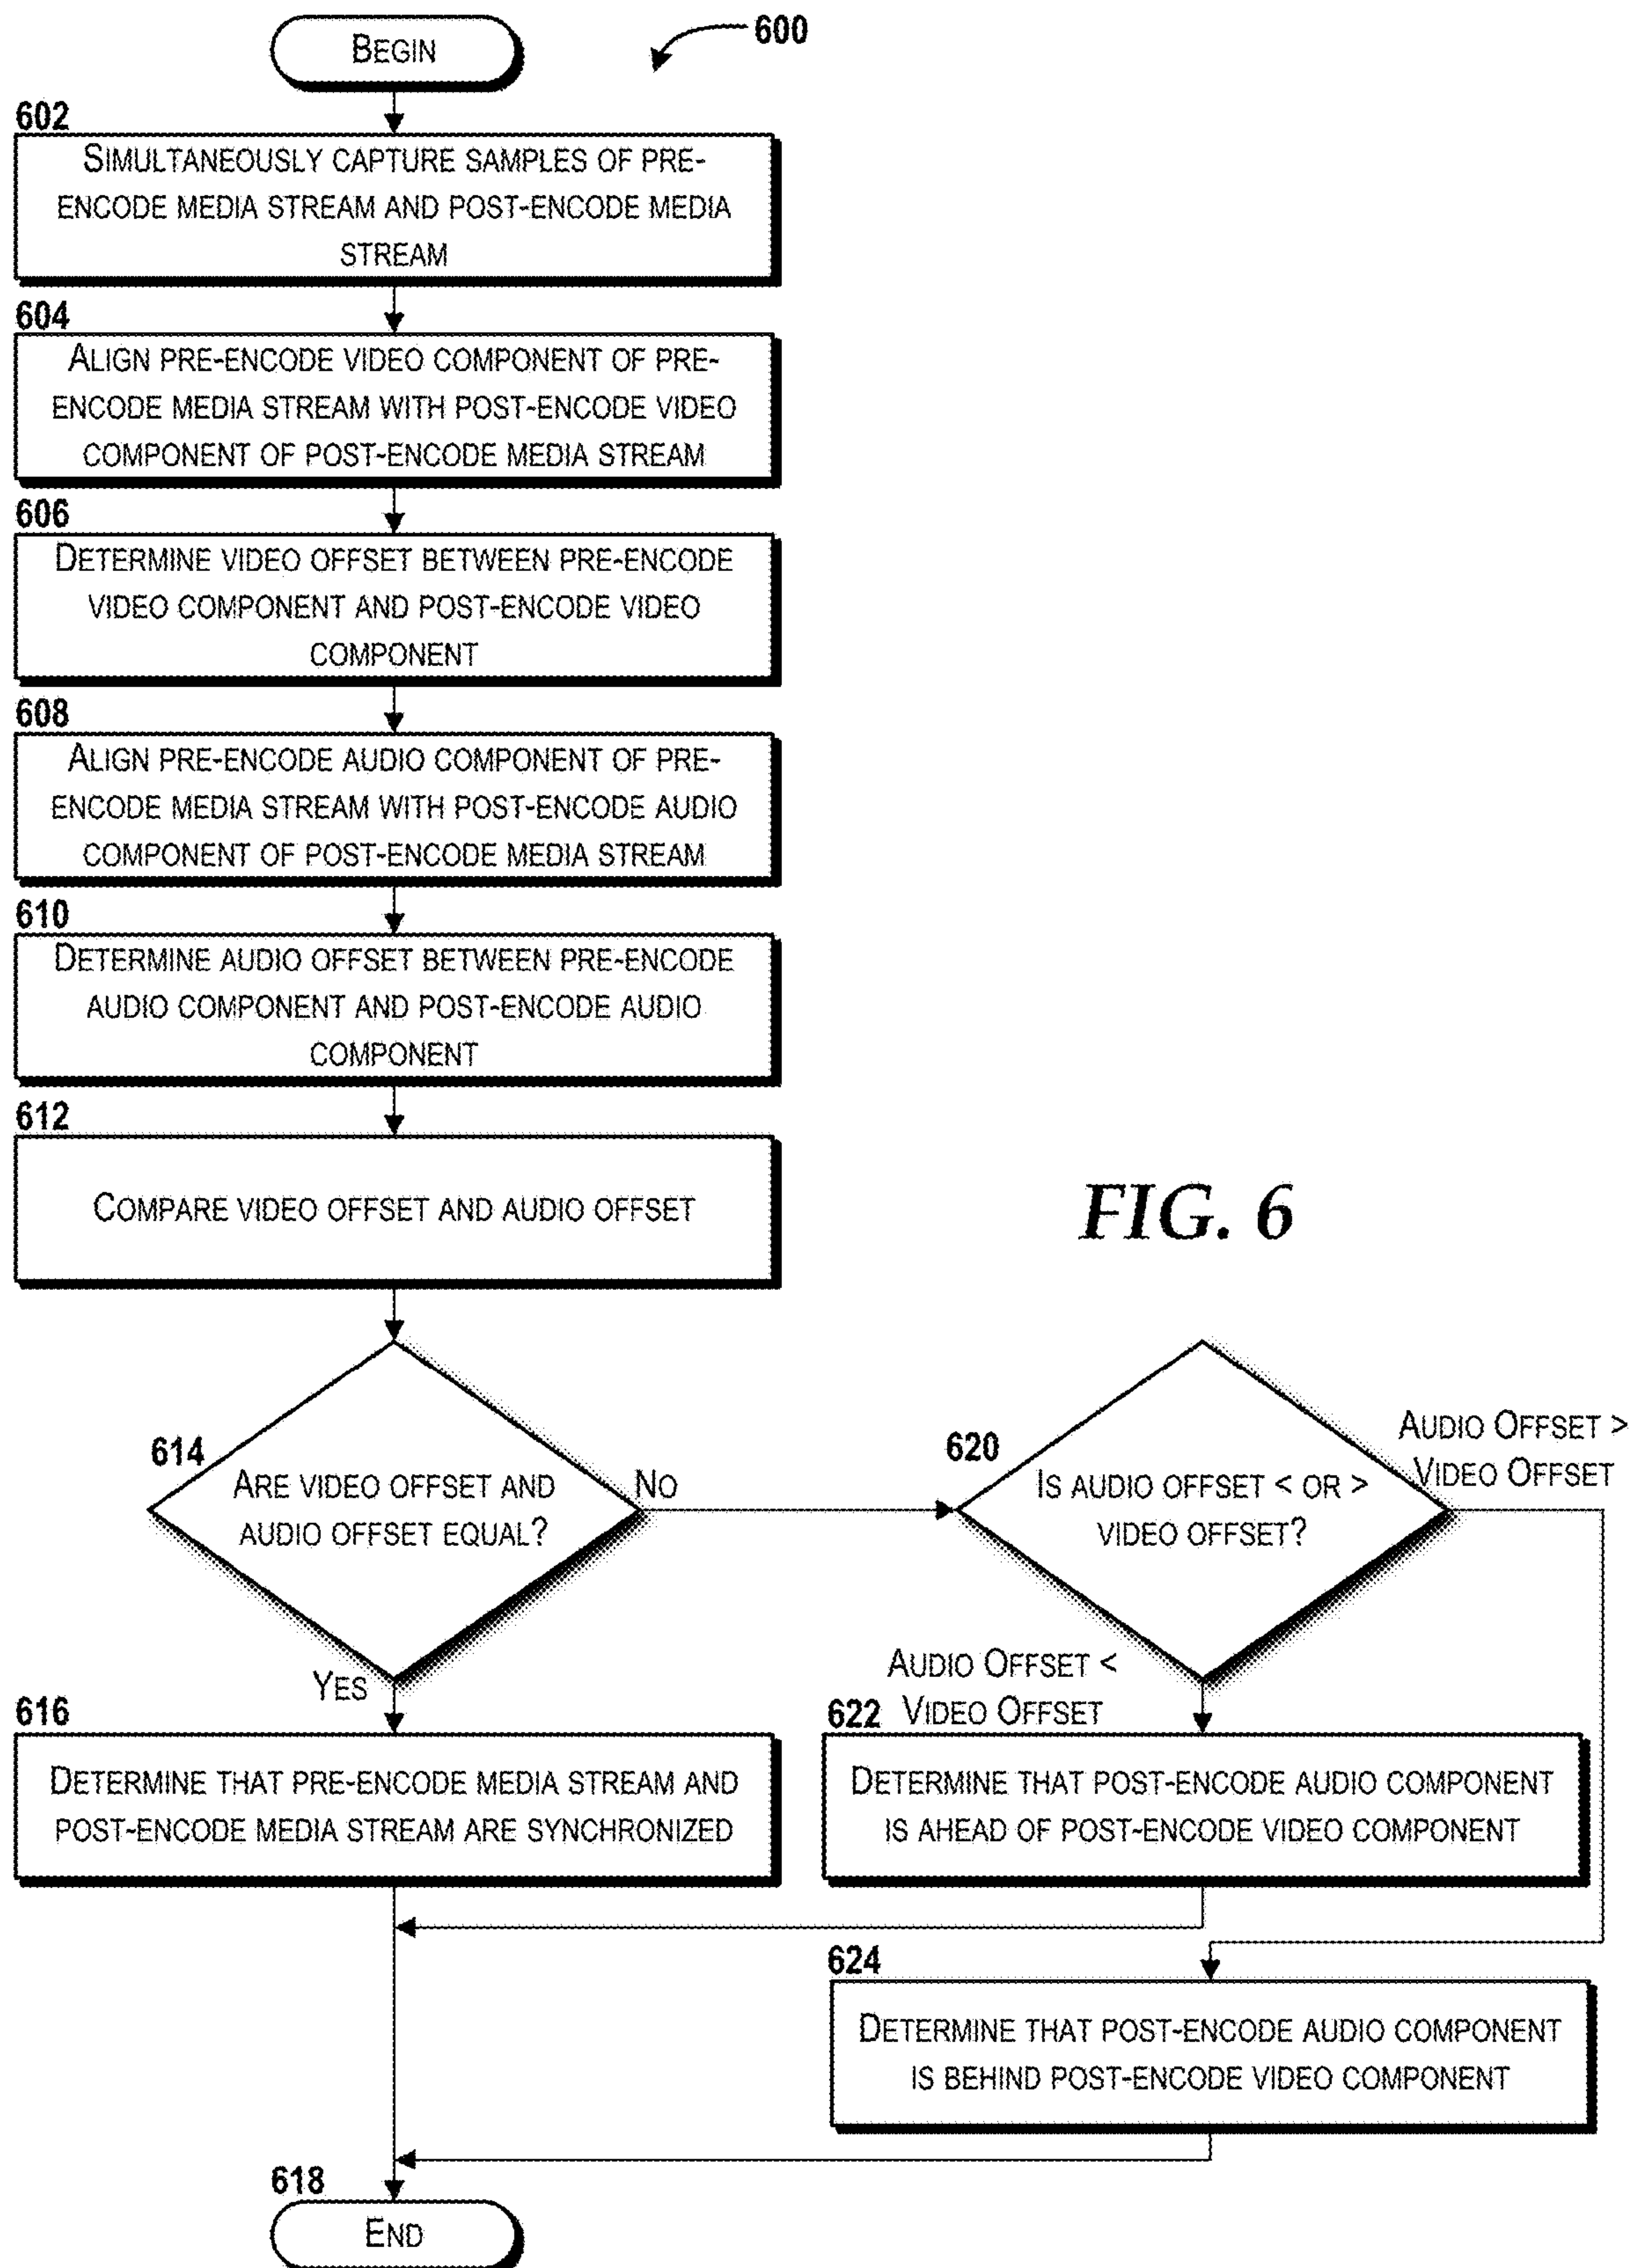 BEGIN
600
602
SIMULTANEOUSLY CAPTURE SAMPLES OF PRE-
ENCODE MEDIA STREAM AND POST-ENCODE MEDIA
STREAM
604
ALIGN PRE-ENCODE VIDEO COMPONENT OF PRE-
ENCODE MEDIA STREAM WITH POST-ENCODE VIDEO
COMPONENT OF POST-ENCODE MEDIA STREAM
606
DETERMINE VIDEO OFFSET BETWEEN PRE-ENCODE
VIDEO COMPONENT AND POST-ENCODE VIDEO
COMPONENT
608
ALIGN PRE-ENCODE AUDIO COMPONENT OF PRE-
ENCODE MEDIA STREAM WITH POST-ENCODE AUDIO
COMPONENT OF POST-ENCODE MEDIA STREAM
610
DETERMINE AUDIO OFFSET BETWEEN PRE-ENCODE
AUDIO COMPONENT AND POST-ENCODE AUDIO
COMPONENT
612
COMPARE VIDEO OFFSET AND AUDIO OFFSET
FIG. 6
614
ARE VIDEO OFFSET AND
AUDIO OFFSET EQUAL?
NO
620
IS AUDIO OFFSET < OR >
VIDEO OFFSET?
AUDIO OFFSET >
VIDEO OFFSET
YES
AUDIO OFFSET <
VIDEO OFFSET
616
DETERMINE THAT PRE-ENCODE MEDIA STREAM AND
POST-ENCODE MEDIA STREAM ARE SYNCHRONIZED
622
DETERMINE THAT POST-ENCODE AUDIO COMPONENT
IS AHEAD OF POST-ENCODE VIDEO COMPONENT
624
DETERMINE THAT POST-ENCODE AUDIO COMPONENT
IS BEHIND POST-ENCODE VIDEO COMPONENT
618
END